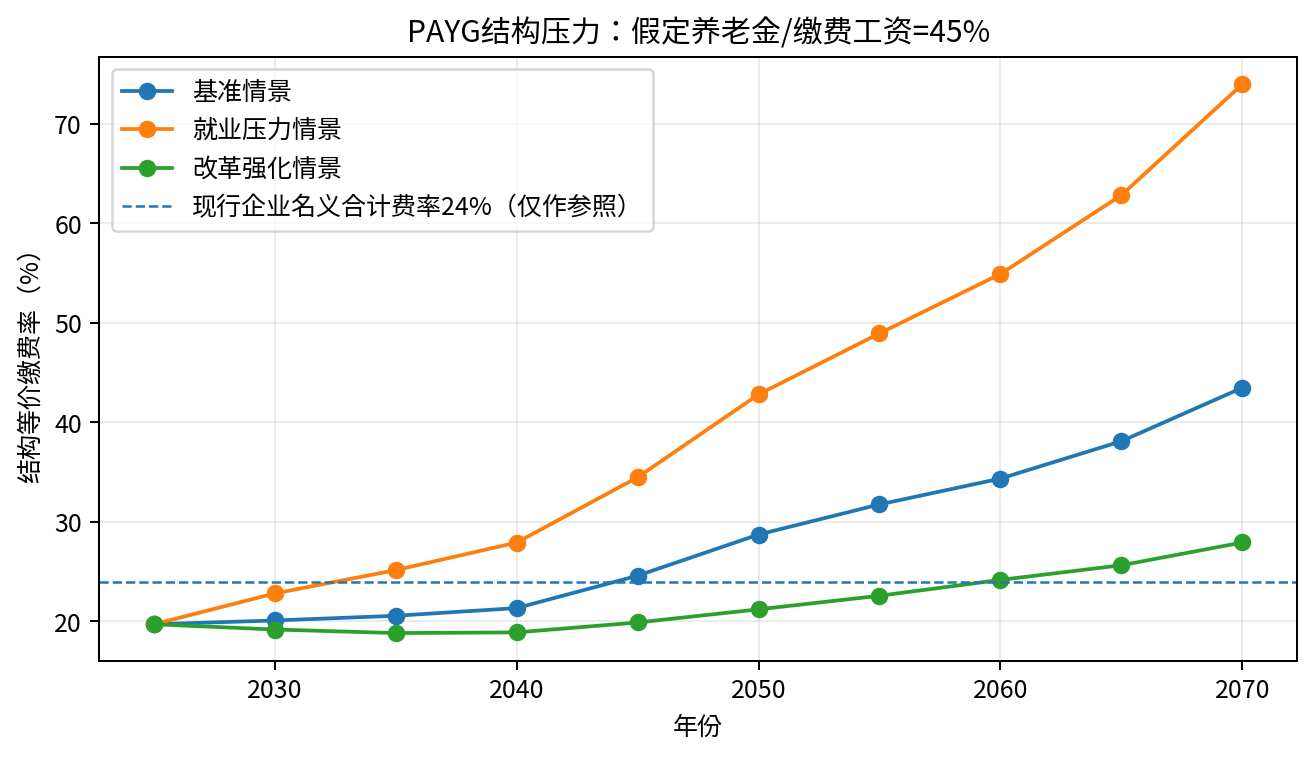 PAYG结构压力：假定养老金/缴费工资=45%
基准情景
就业压力情景
改革强化情景
现行企业名义合计费率24%（仅作参照）
结构等价缴费率（%）
70
60
50
40
30
20
2030 2040 2050 2060 2070
年份